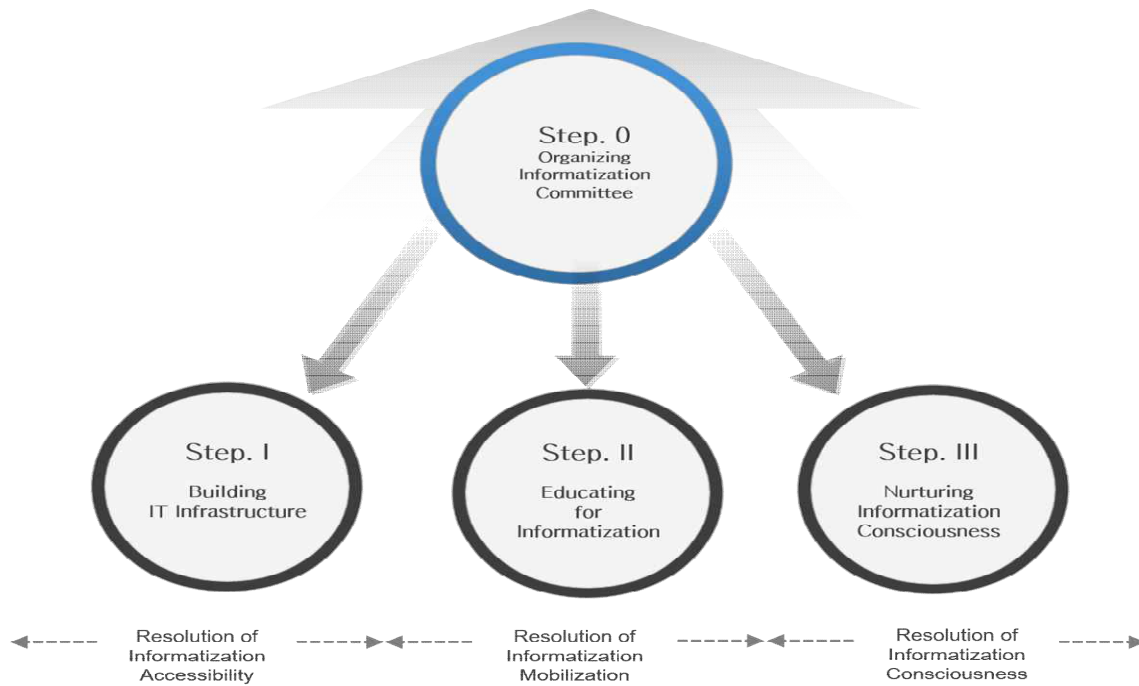 Step. 0
Organizing
Informatization
Committee
Step. I
Building
IT Infrastructure
Step. II
Educating
for
Informatization
Step. III
Nurturing
Informatization
Consciousness
Resolution of
Informatization
Accessibility
Resolution of
Informatization
Mobilization
Resolution of
Informatization
Consciousness